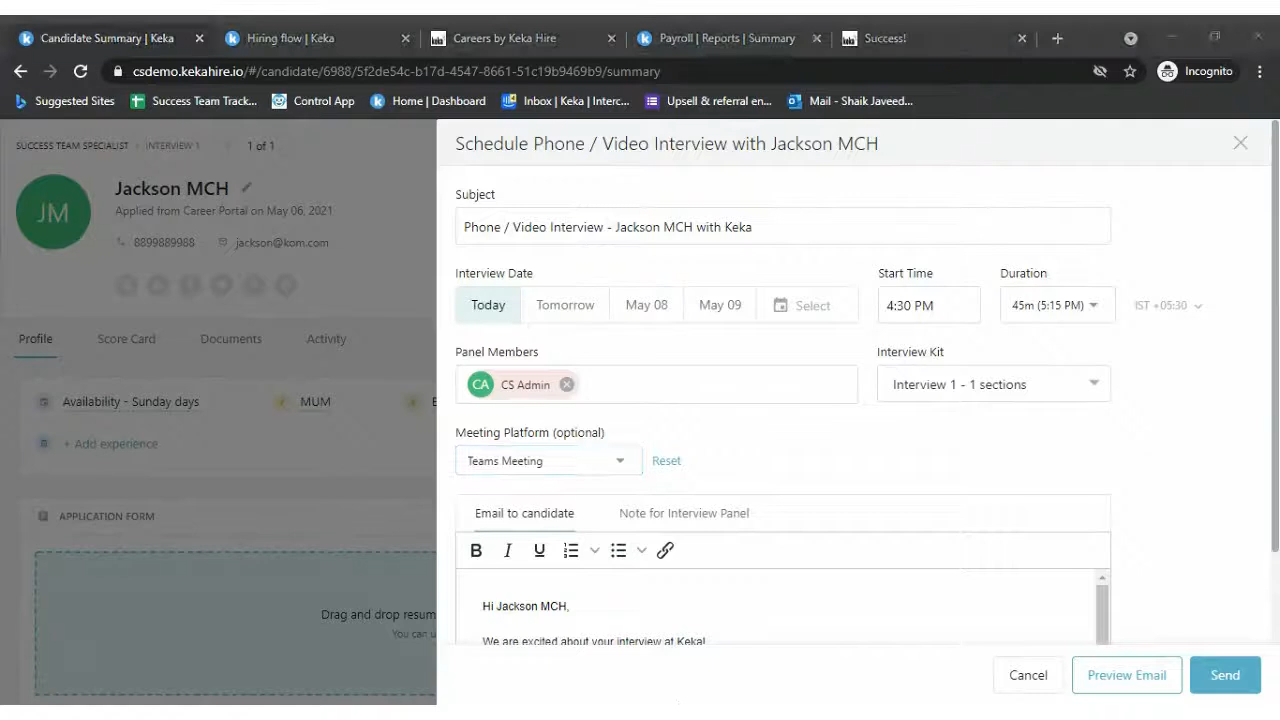 Candidate Summary | Keka
Hiring flow | Keka
Careers by Keka Hire
Payroll | Reports | Summary
Success!
csdemo.kekahire.io/#/candidate/6988/5f2de54c-b17d-4547-8661-51c19b9469b9/summary
Incognito
Suggested Sites
Success Team Track...
Control App
Home | Dashboard
Inbox | Keka | Interc...
Upsell & referral en...
Mail - Shaik Javeed...
SUCCESS TEAM SPECIALIST
INTERVIEW 1
1 of 1
JM
Jackson MCH
Applied from Career Portal on May 06, 2021
8899889988
jackson@kom.com
Profile
Score Card
Documents
Activity
Availability - Sunday days
MUM
+ Add experience
APPLICATION FORM
Drag and drop resum
You can u
Schedule Phone / Video Interview with Jackson MCH
Subject
Phone / Video Interview - Jackson MCH with Keka
Interview Date
Start Time
Duration
Today
Tomorrow
May 08
May 09
Select
4:30 PM
45m (5:15 PM)
IST +05:30
Panel Members
Interview Kit
CA
CS Admin
Interview 1 - 1 sections
Meeting Platform (optional)
Teams Meeting
Reset
Email to candidate
Note for Interview Panel
B I U
Hi Jackson MCH,
We are excited about your interview at Keka!
Cancel
Preview Email
Send